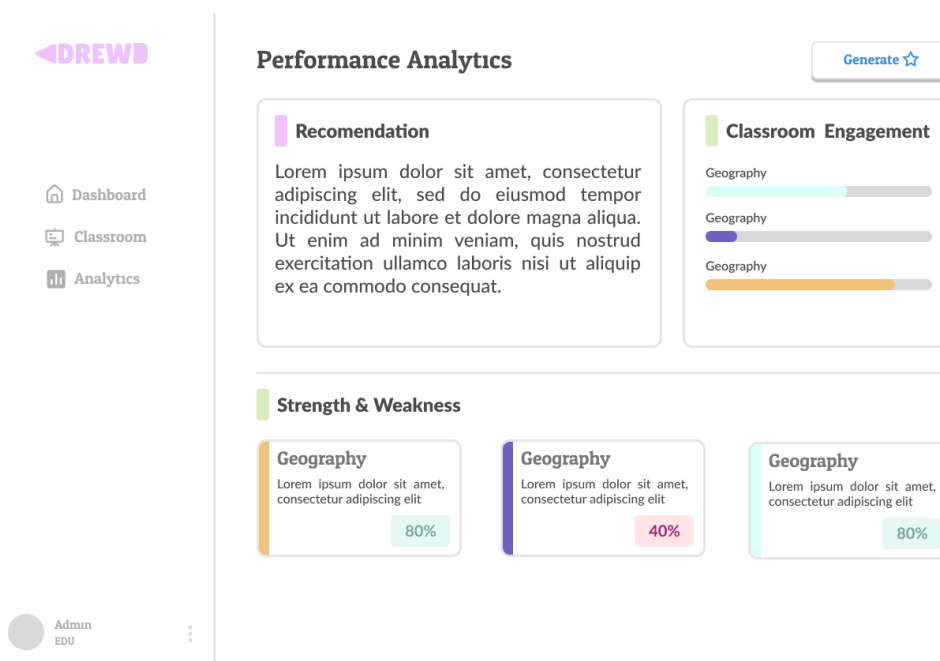 DREWD
Performance Analytics
Generate
Recomendation
Lorem ipsum dolor sit amet, consectetur
adipiscing elit, sed do eiusmod tempor
incididunt ut labore et dolore magna aliqua.
Ut enim ad minim veniam, quis nostrud
exercitation ullamco laboris nisi ut aliquip
ex ea commodo consequat.
Classroom Engagement
Geography
Geography
Geography
Dashboard
Classroom
Analytics
Strength & Weakness
Geography
Lorem ipsum dolor sit amet,
consectetur adipiscing elit
80%
Geography
Lorem ipsum dolor sit amet,
consectetur adipiscing elit
40%
Geography
Lorem ipsum dolor sit amet,
consectetur adipiscing elit
80%
Admin
EDU